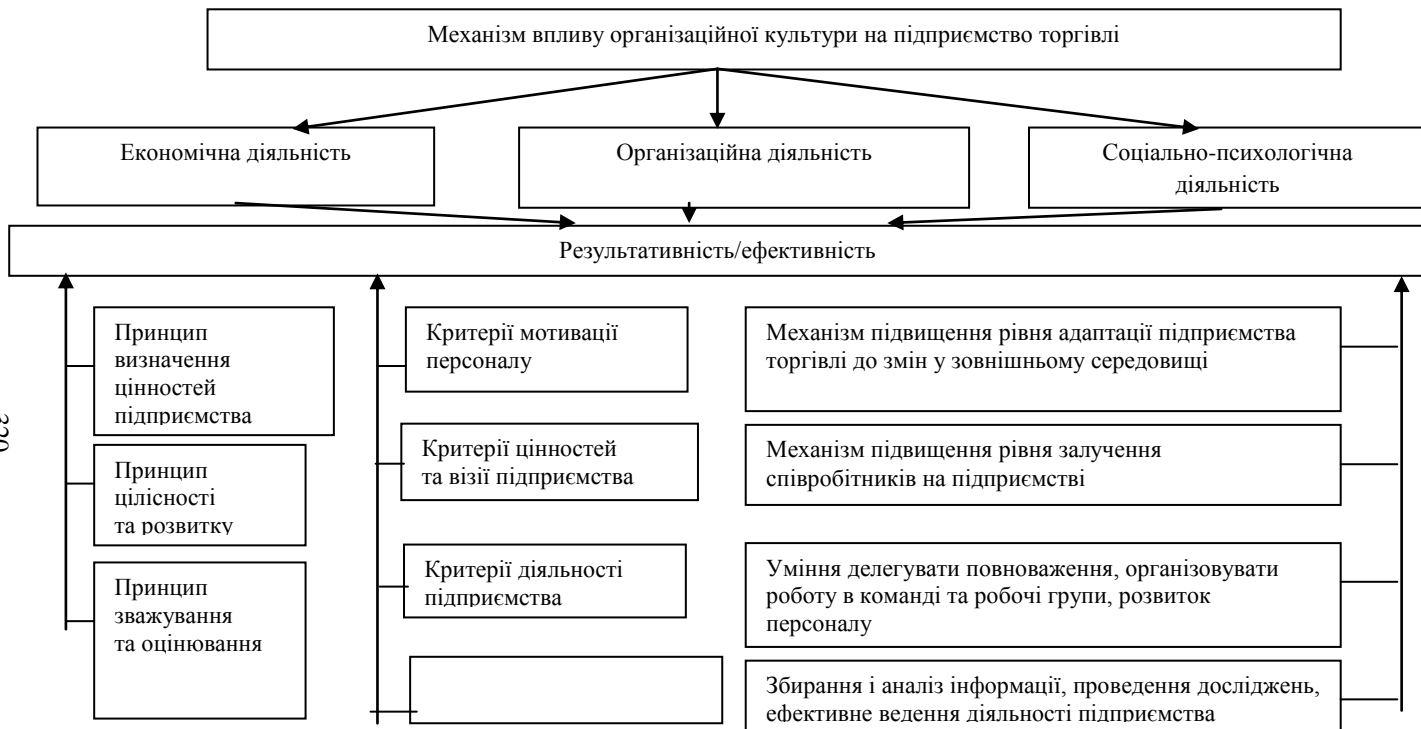 Механізм впливу організаційної культури на підприємство торгівлі
Економічна діяльність
Організаційна діяльність
Соціально-психологічна
діяльність
Результативність/ефективність
Принцип
визначення
цінностей
підприємства
Принцип
цілісності
та розвитку
Принцип
зважування
та оцінювання
Критерії мотивації
персоналу
Критерії цінностей
та візії підприємства
Критерії діяльності
підприємства
Механізм підвищення рівня адаптації підприємства
торгівлі до змін у зовнішньому середовищі
Механізм підвищення рівня залучення
співробітників на підприємстві
Уміння делегувати повноваження, організовувати
роботу в команді та робочі групи, розвиток
персоналу
Збирання і аналіз інформації, проведення досліджень,
ефективне ведення діяльності підприємства